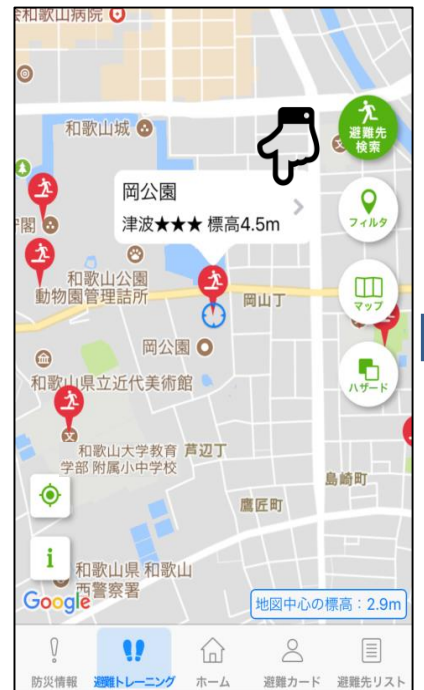 和歌山病院
和歌山城
避難先
検索
岡公園
津波★★★ 標高4.5m
フィルタ
閣
和歌山公園
動物園管理詰所
岡山丁
マップ
岡公園
和歌山県立近代美術館
ハザード
和歌山大学教育
学部 附属小中学校
芦辺丁
島崎町
鷹匠町
i
和歌山県 和歌山
西警察署
Google
地図中心の標高：2.9m
防災情報
避難トレーニング
ホーム
避難カード
避難先リスト